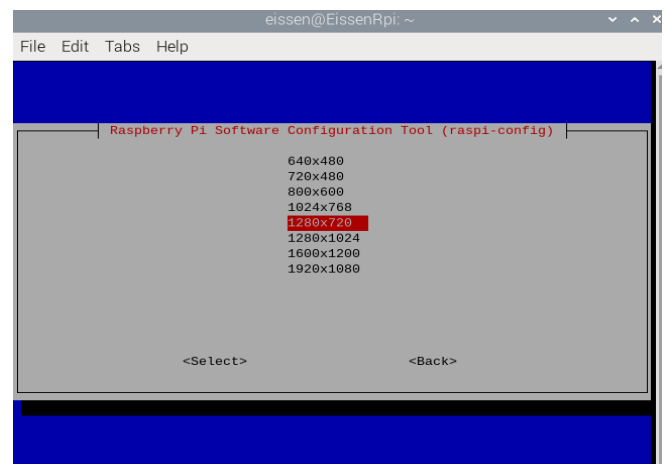 eissen@EissenRpi: ~
File Edit Tabs Help
Raspberry Pi Software Configuration Tool (raspi-config)
640x480
720x480
800x600
1024x768
1280x720
1280x1024
1600x1200
1920x1080
<Select> <Back>